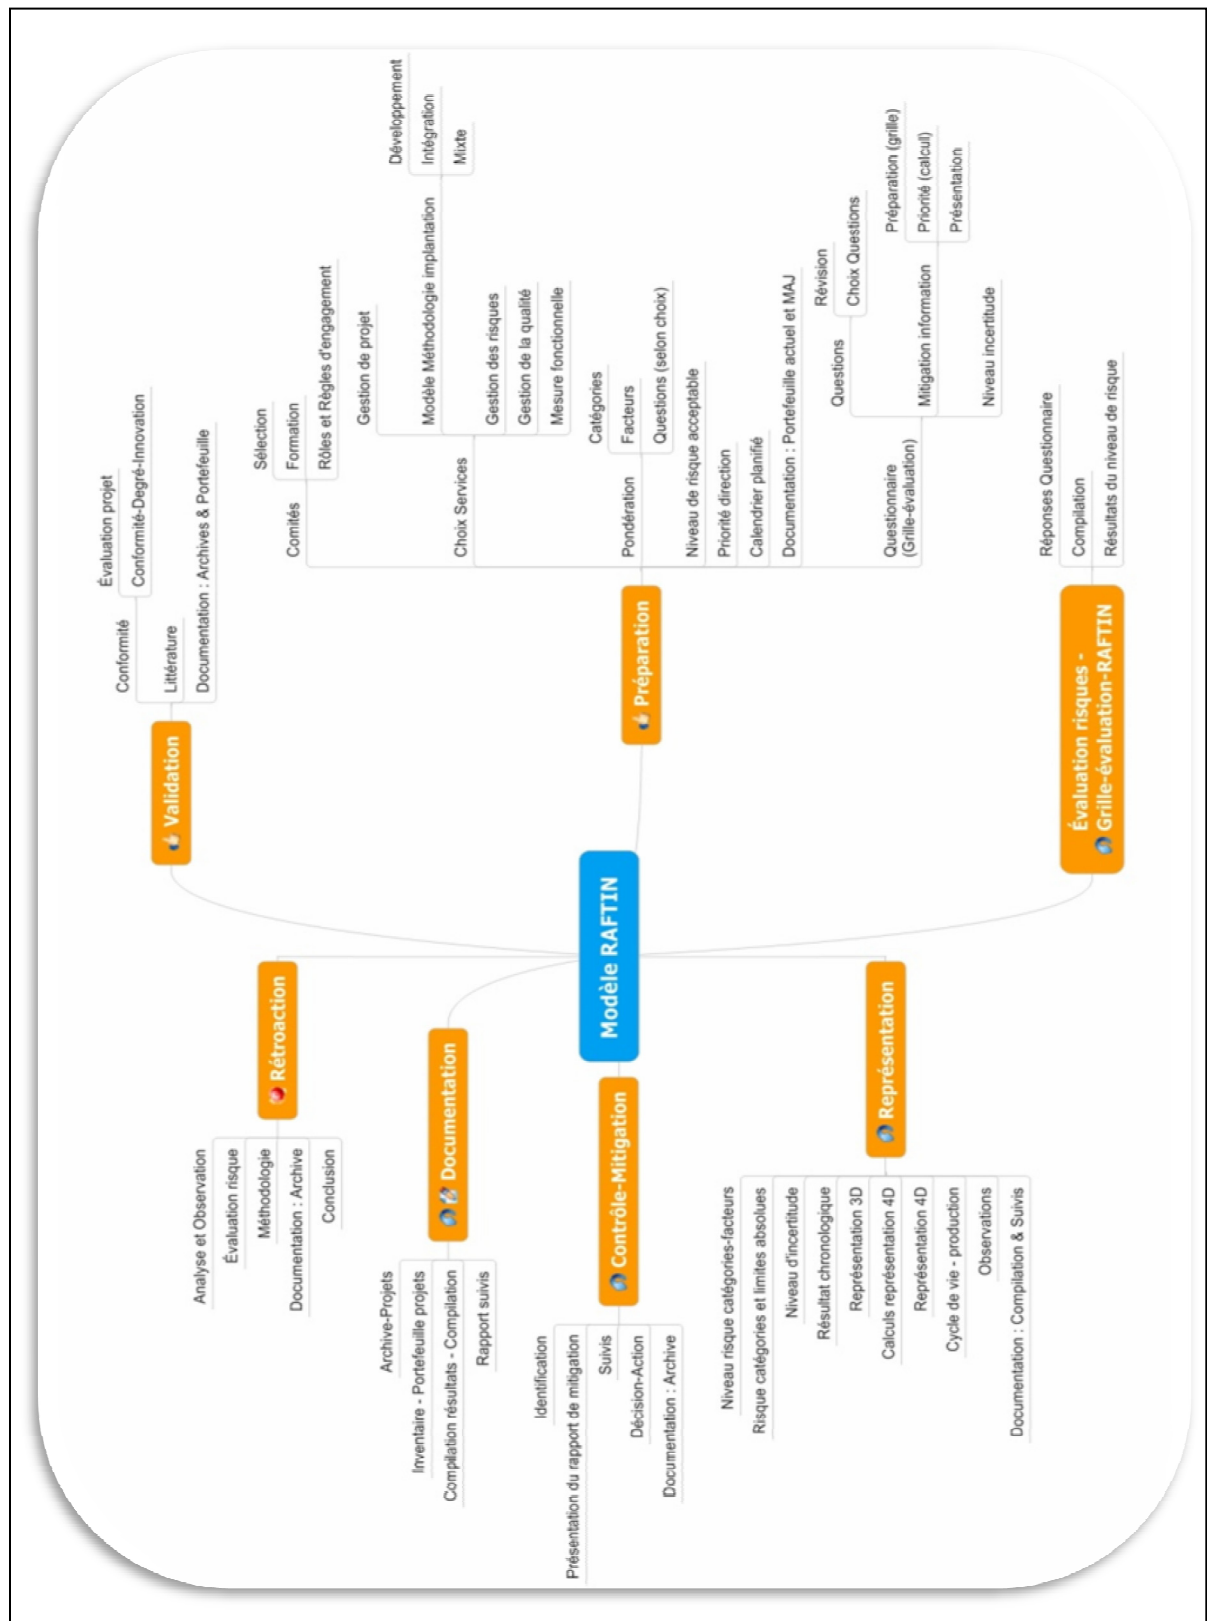 Modèle RAFTIN
Validation
Conformité
Évaluation projet
Conformité-Degré-Innovation
Littérature
Documentation : Archives & Portefeuille
Préparation
Comités
Sélection
Formation
Rôles et Règles d'engagement
Choix Services
Gestion de projet
Modèle Méthodologie implantation
Développement
Intégration
Mixte
Gestion des risques
Gestion de la qualité
Mesure fonctionnelle
Pondération
Catégories
Facteurs
Questions (selon choix)
Niveau de risque acceptable
Priorité direction
Calendrier planifié
Documentation : Portefeuille actuel et MAJ
Questionnaire
(Grille-évaluation)
Questions
Révision
Choix Questions
Mitigation information
Préparation (grille)
Priorité (calcul)
Présentation
Niveau incertitude
Évaluation risques -
Grille-évaluation-RAFTIN
Réponses Questionnaire
Compilation
Résultats du niveau de risque
Rétroaction
Analyse et Observation
Évaluation risque
Méthodologie
Documentation : Archive
Conclusion
Documentation
Archive-Projets
Inventaire - Portefeuille projets
Compilation résultats - Compilation
Rapport suivis
Contrôle-Mitigation
Identification
Présentation du rapport de mitigation
Suivis
Décision-Action
Documentation : Archive
Représentation
Niveau risque catégories-facteurs
Risque catégories et limites absolues
Niveau d'incertitude
Résultat chronologique
Représentation 3D
Calculs représentation 4D
Représentation 4D
Cycle de vie - production
Observations
Documentation : Compilation & Suivis